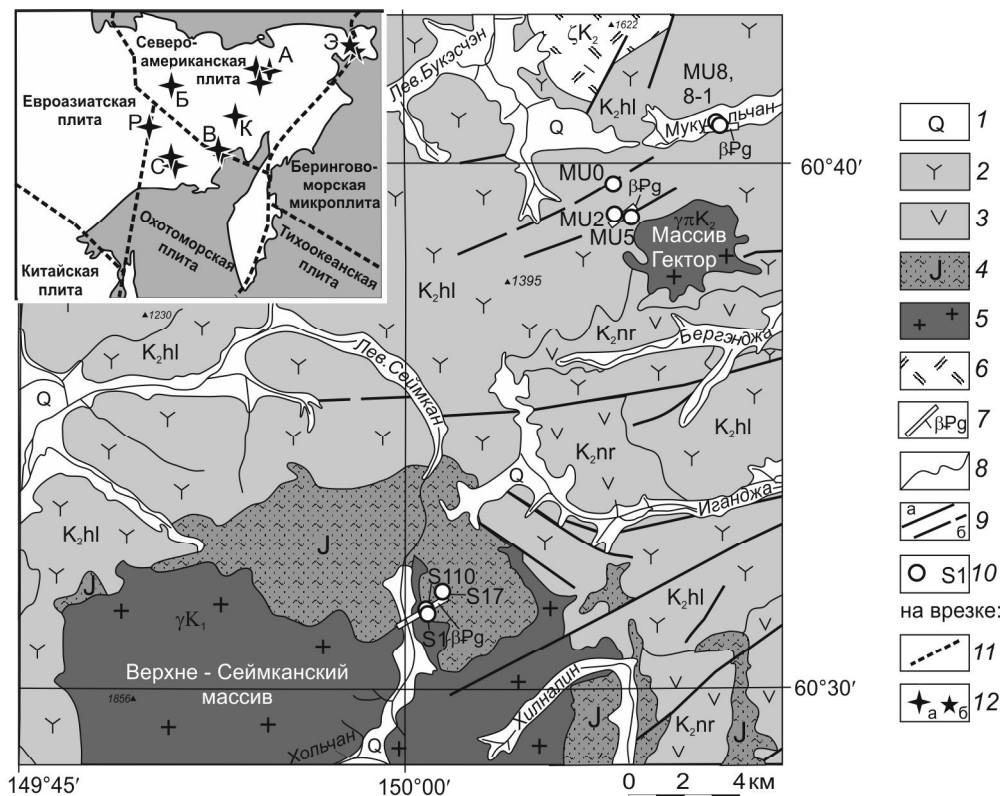 Северо-
американская
плита
Евроазиатская
плита
Китайская
плита
Охотоморская
плита
Берингово-
морская
микроплита
Тихоокеанская
плита
А
Б
В
К
Р
С
Э
ζK₂
▲1622
Лев.Букэсчэн
K₂hl
MU8,
8-1
Мукульчан
βPg
Q
60°40′
MU0
βPg
MU2
MU5
γπK₂
Массив
Гектор
K₂hl
▲1395
▲1230
K₂hl
K₂nr
Бергэнджа
Лев.Сеймкан
Q
K₂hl
K₂nr
Q
Иганджа
K₂hl
J
J
S110
S17
S1
βPg
K₂hl
γK₁
Верхне - Сеймканский
массив
1856▲
60°30′
Хилналин
J
K₂nr
J
Хольчан
Q
149°45′
150°00′
0 2 4 км
Q 1
2
3
J 4
5
6
βPg 7
8
а б 9
S1 10
на врезке:
11
а б 12